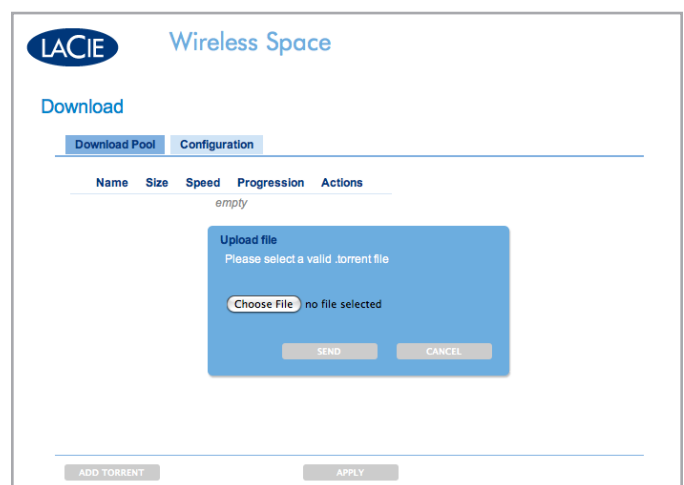 LACIE Wireless Space
Download
Download Pool Configuration
Name Size Speed Progression Actions
empty
Upload file
Please select a valid .torrent file
Choose File no file selected
SEND CANCEL
ADD TORRENT APPLY